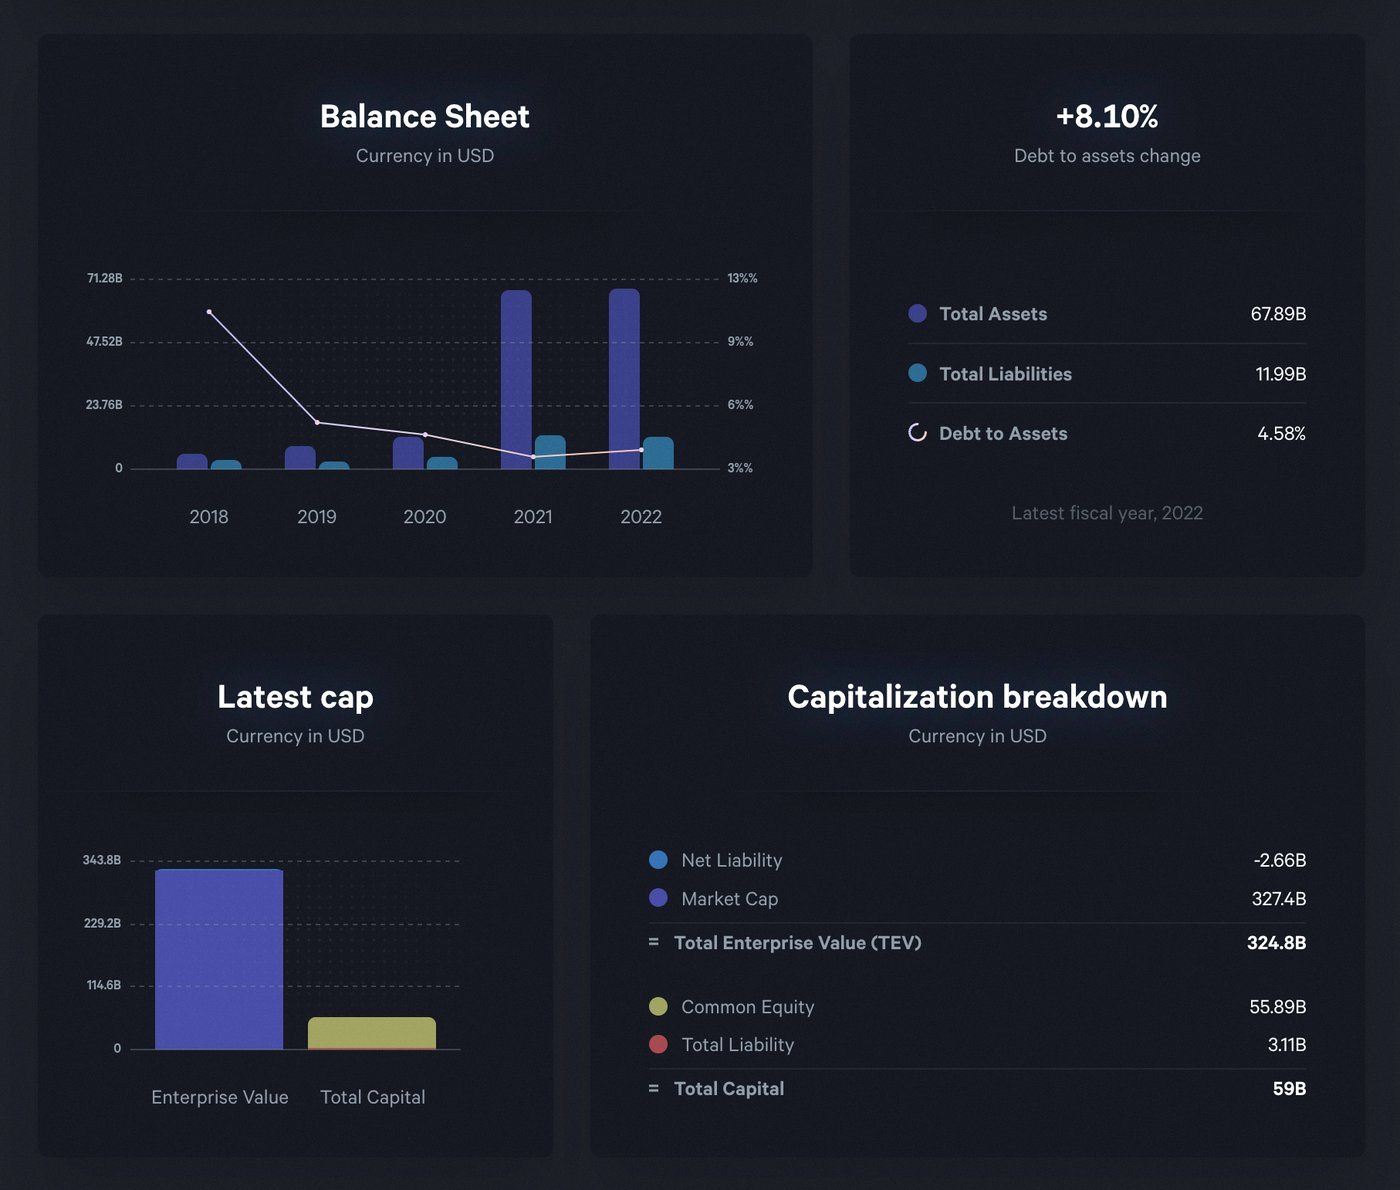 Balance Sheet
Currency in USD
71.28B
47.52B
23.76B
0
13%%
9%%
6%%
3%%
2018 2019 2020 2021 2022
+8.10%
Debt to assets change
Total Assets 67.89B
Total Liabilities 11.99B
Debt to Assets 4.58%
Latest fiscal year, 2022
Latest cap
Currency in USD
343.8B
229.2B
114.6B
0
Enterprise Value Total Capital
Capitalization breakdown
Currency in USD
Net Liability -2.66B
Market Cap 327.4B
= Total Enterprise Value (TEV) 324.8B
Common Equity 55.89B
Total Liability 3.11B
= Total Capital 59B